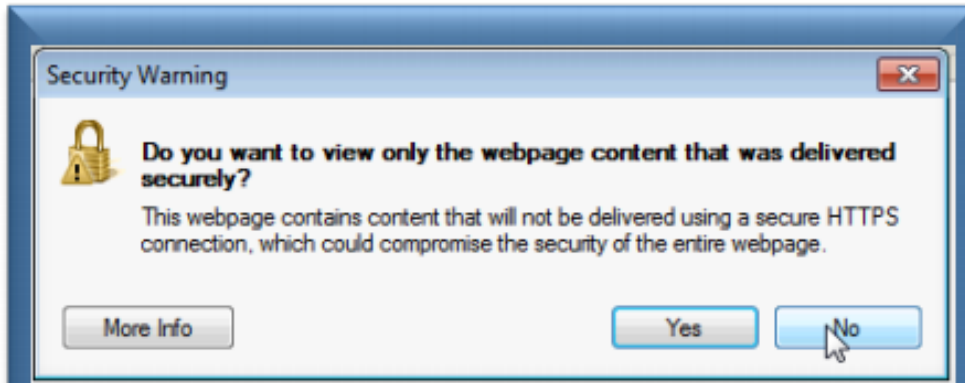 Security Warning
Do you want to view only the webpage content that was delivered
securely?
This webpage contains content that will not be delivered using a secure HTTPS
connection, which could compromise the security of the entire webpage.
More Info
Yes
No